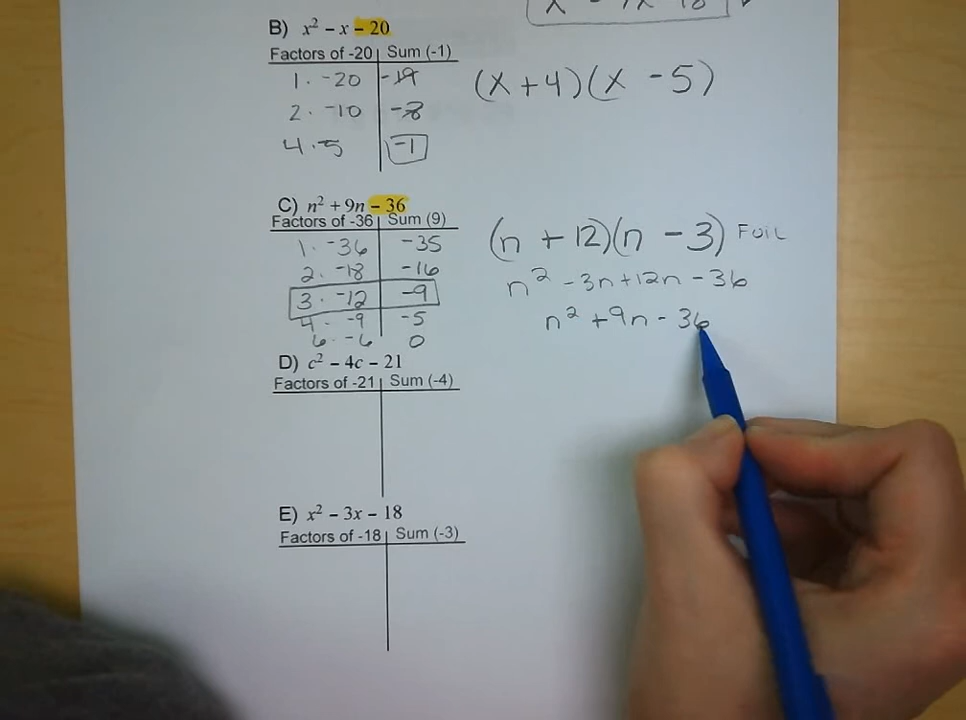 B) x² – x – 20
Factors of -20 Sum (-1)
1 · -20 -19
2 · -10 -8
4 · -5 -1
(x + 4)(x - 5)
C) n² + 9n – 36
Factors of -36 Sum (9)
1 · -36 -35
2 · -18 -16
3 · -12 -9
4 · -9 -5
6 · -6 0
(n + 12)(n - 3) FOIL
n² - 3n + 12n - 36
n² + 9n - 36
D) c² – 4c – 21
Factors of -21 Sum (-4)
E) x² – 3x – 18
Factors of -18 Sum (-3)